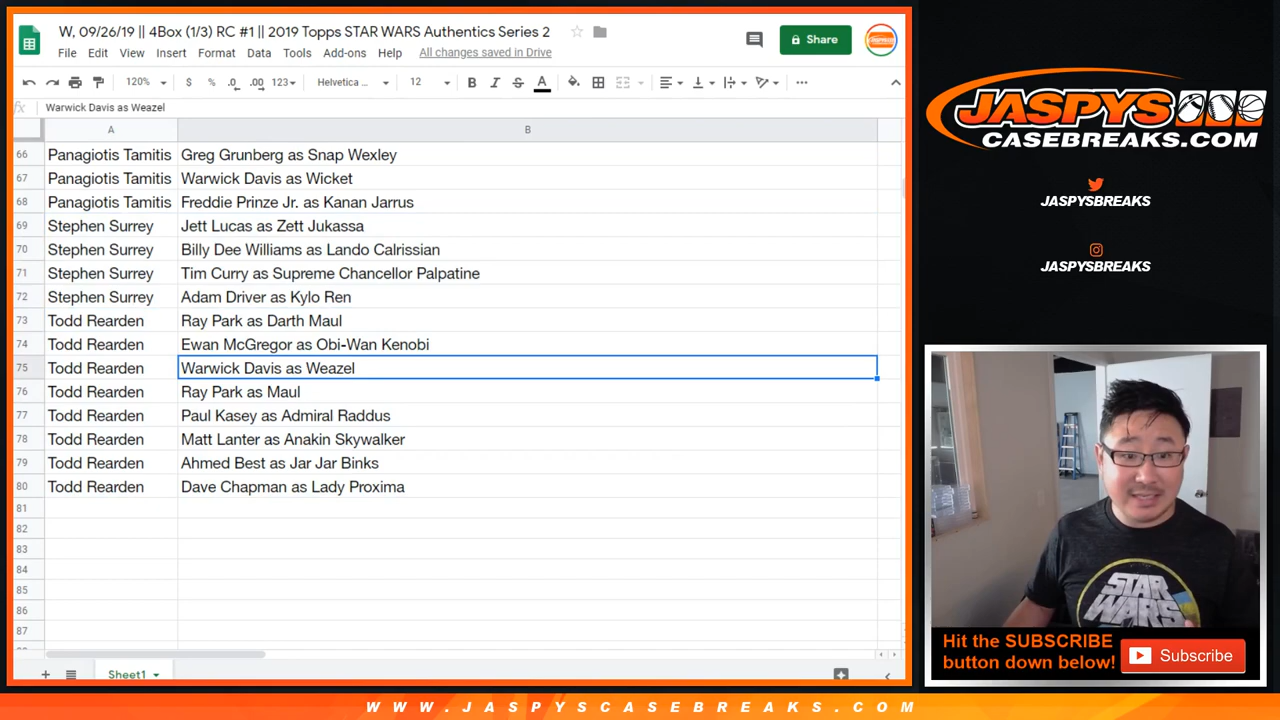 W, 09/26/19 || 4Box (1/3) RC #1 || 2019 Topps STAR WARS Authentics Series 2
File Edit View Insert Format Data Tools Add-ons Help All changes saved in Drive
Share
120% $ % .0 .00 123 Helvetica ... 12 B I S A
fx Warwick Davis as Weazel
A B
66 Panagiotis Tamitis Greg Grunberg as Snap Wexley
67 Panagiotis Tamitis Warwick Davis as Wicket
68 Panagiotis Tamitis Freddie Prinze Jr. as Kanan Jarrus
69 Stephen Surrey Jett Lucas as Zett Jukassa
70 Stephen Surrey Billy Dee Williams as Lando Calrissian
71 Stephen Surrey Tim Curry as Supreme Chancellor Palpatine
72 Stephen Surrey Adam Driver as Kylo Ren
73 Todd Rearden Ray Park as Darth Maul
74 Todd Rearden Ewan McGregor as Obi-Wan Kenobi
75 Todd Rearden Warwick Davis as Weazel
76 Todd Rearden Ray Park as Maul
77 Todd Rearden Paul Kasey as Admiral Raddus
78 Todd Rearden Matt Lanter as Anakin Skywalker
79 Todd Rearden Ahmed Best as Jar Jar Binks
80 Todd Rearden Dave Chapman as Lady Proxima
81
82
83
84
85
86
87
Sheet1
JASPYS
CASEBREAKS.COM
JASPYSBREAKS
JASPYSBREAKS
STAR
WARS
Hit the SUBSCRIBE
button down below!
Subscribe
WWW.JASPYSCASEBREAKS.COM